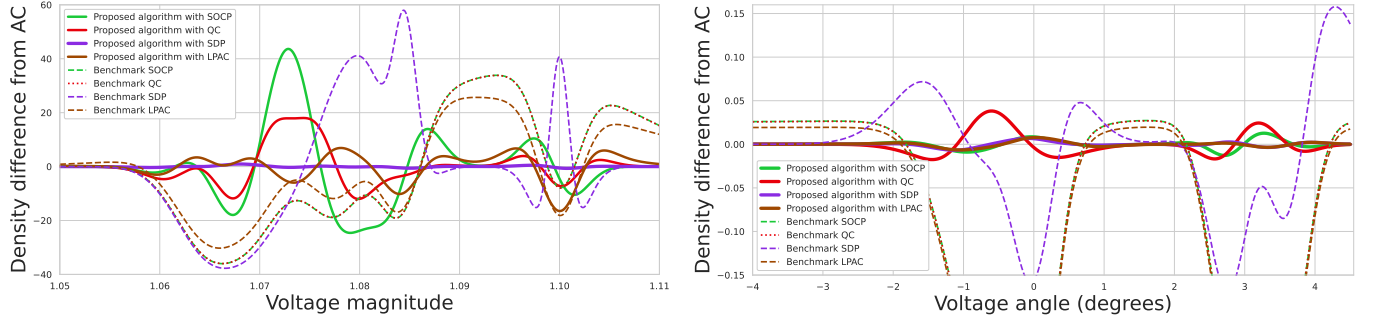 Density difference from AC
60
40
20
0
−20
−40
Proposed algorithm with SOCP
Proposed algorithm with QC
Proposed algorithm with SDP
Proposed algorithm with LPAC
Benchmark SOCP
Benchmark QC
Benchmark SDP
Benchmark LPAC
1.05 1.06 1.07 1.08 1.09 1.10 1.11
Voltage magnitude
Density difference from AC
0.15
0.10
0.05
0.00
−0.05
−0.10
−0.15
Proposed algorithm with SOCP
Proposed algorithm with QC
Proposed algorithm with SDP
Proposed algorithm with LPAC
Benchmark SOCP
Benchmark QC
Benchmark SDP
Benchmark LPAC
−4 −3 −2 −1 0 1 2 3 4
Voltage angle (degrees)